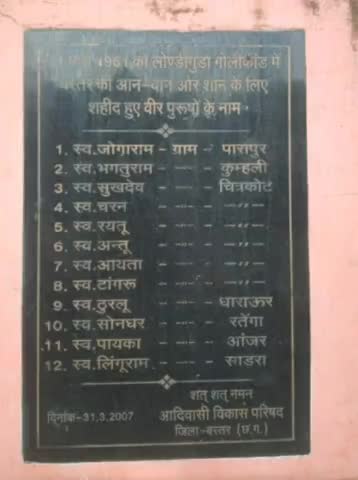 1961 को लोण्डीगुड़ा गोलीकांड में
बस्तर की आन-बान और शान के लिए
शहीद हुए वीर पुरूषों के नाम
1. स्व.जोगाराम - ग्राम - पारापुर
2. स्व.भगतुराम - --- - कुम्हली
3. स्व.सुखदेव - --- - चित्रकोट
4. स्व.चरन - --- - --〃--
5. स्व.रयतू - --- - --〃--
6. स्व.अन्तू - --- - --〃--
7. स्व.आयता - --- - --〃--
8. स्व.टांगरू - --- - --〃--
9. स्व.ठुरलू - --- - धाराऊर
10. स्व.सोनधर - --- - रतेंगा
11. स्व.पायका - --- - आंजर
12. स्व.लिंगूराम - --- - साडरा
शत् शत् नमन
दिनांक-31.3.2007 आदिवासी विकास परिषद
जिला-बस्तर (छ.ग.)